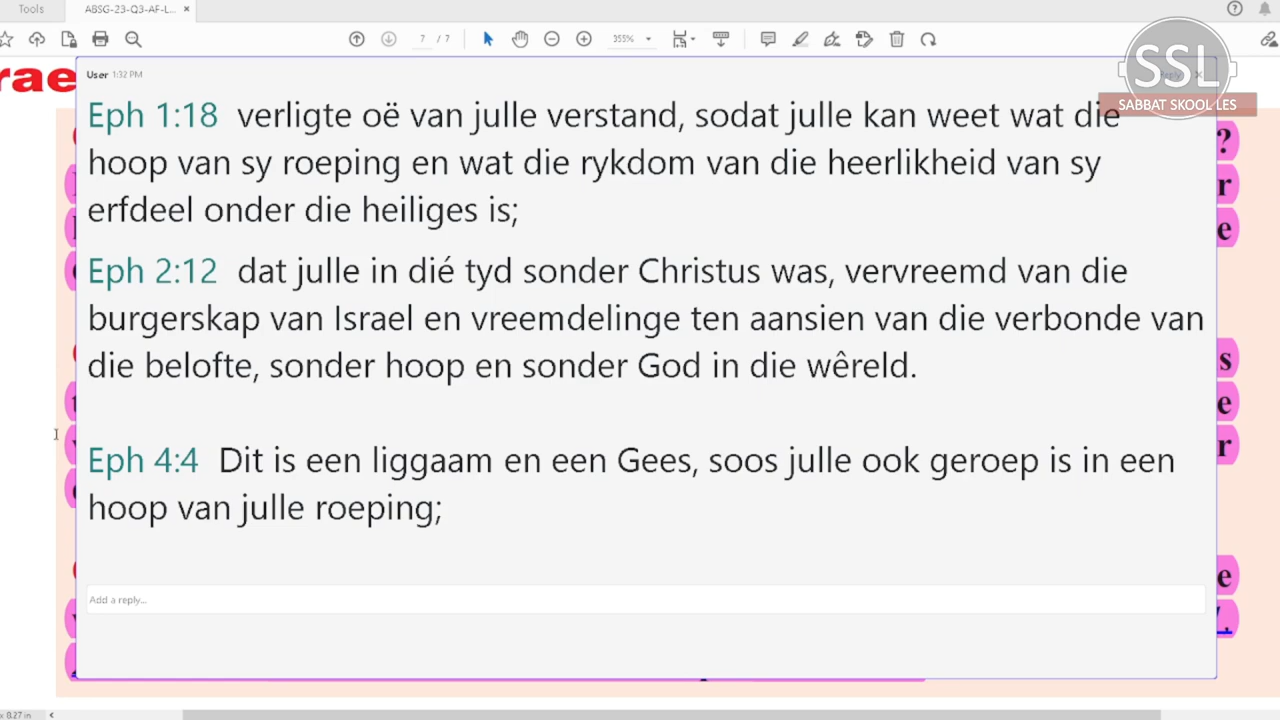 Tools
ABSG-23-Q3-AF-L... ×
7 / 7
355%
rae
User 1:32 PM
SSL
SABBAT SKOOL LES
Eph 1:18 verligte oë van julle verstand, sodat julle kan weet wat die
hoop van sy roeping en wat die rykdom van die heerlikheid van sy
erfdeel onder die heiliges is;
Eph 2:12 dat julle in dié tyd sonder Christus was, vervreemd van die
burgerskap van Israel en vreemdelinge ten aansien van die verbonde van
die belofte, sonder hoop en sonder God in die wêreld.
Eph 4:4 Dit is een liggaam en een Gees, soos julle ook geroep is in een
hoop van julle roeping;
Add a reply...
?
r
e
s
e
r
e
x 8.27 in